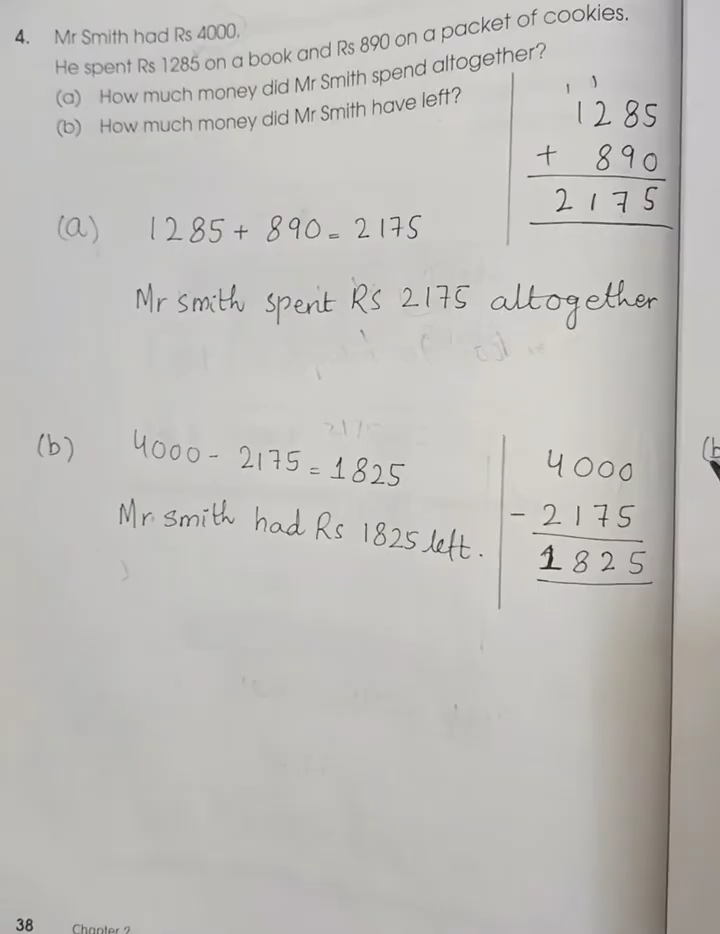 4. Mr Smith had Rs 4000.
He spent Rs 1285 on a book and Rs 890 on a packet of cookies.
(a) How much money did Mr Smith spend altogether?
(b) How much money did Mr Smith have left?
1 1
1285
+ 890
2175
(a) 1285 + 890 = 2175
Mr smith spent Rs 2175 altogether
(b) 4000 - 2175 = 1825
Mr. smith had Rs 1825 left.
4000
- 2175
1825
(b
38 Chapter 2